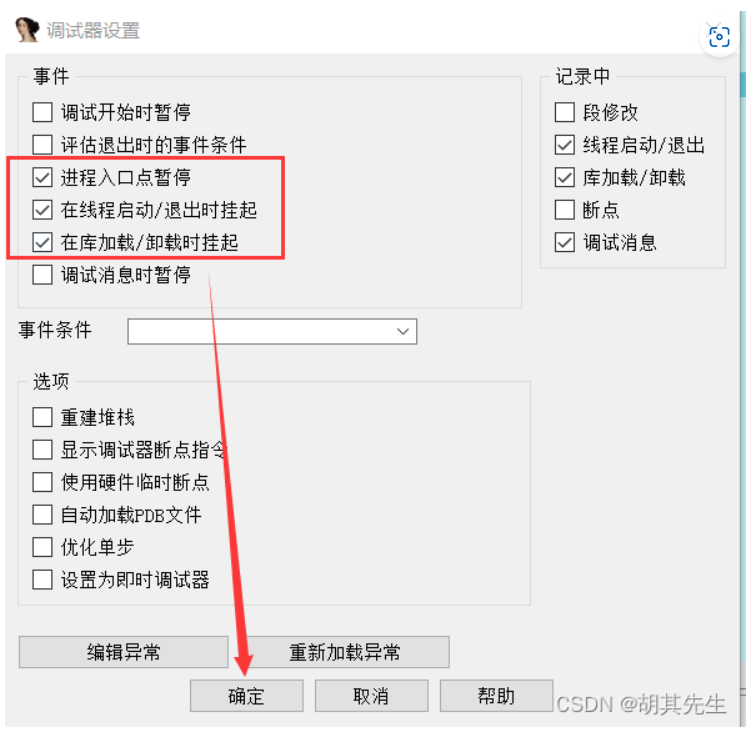 调试器设置
事件
调试开始时暂停
评估退出时的事件条件
进程入口点暂停
在线程启动/退出时挂起
在库加载/卸载时挂起
调试消息时暂停
记录中
段修改
线程启动/退出
库加载/卸载
断点
调试消息
事件条件
选项
重建堆栈
显示调试器断点指令
使用硬件临时断点
自动加载PDB文件
优化单步
设置为即时调试器
编辑异常
重新加载异常
确定
取消
帮助
CSDN @胡其先生